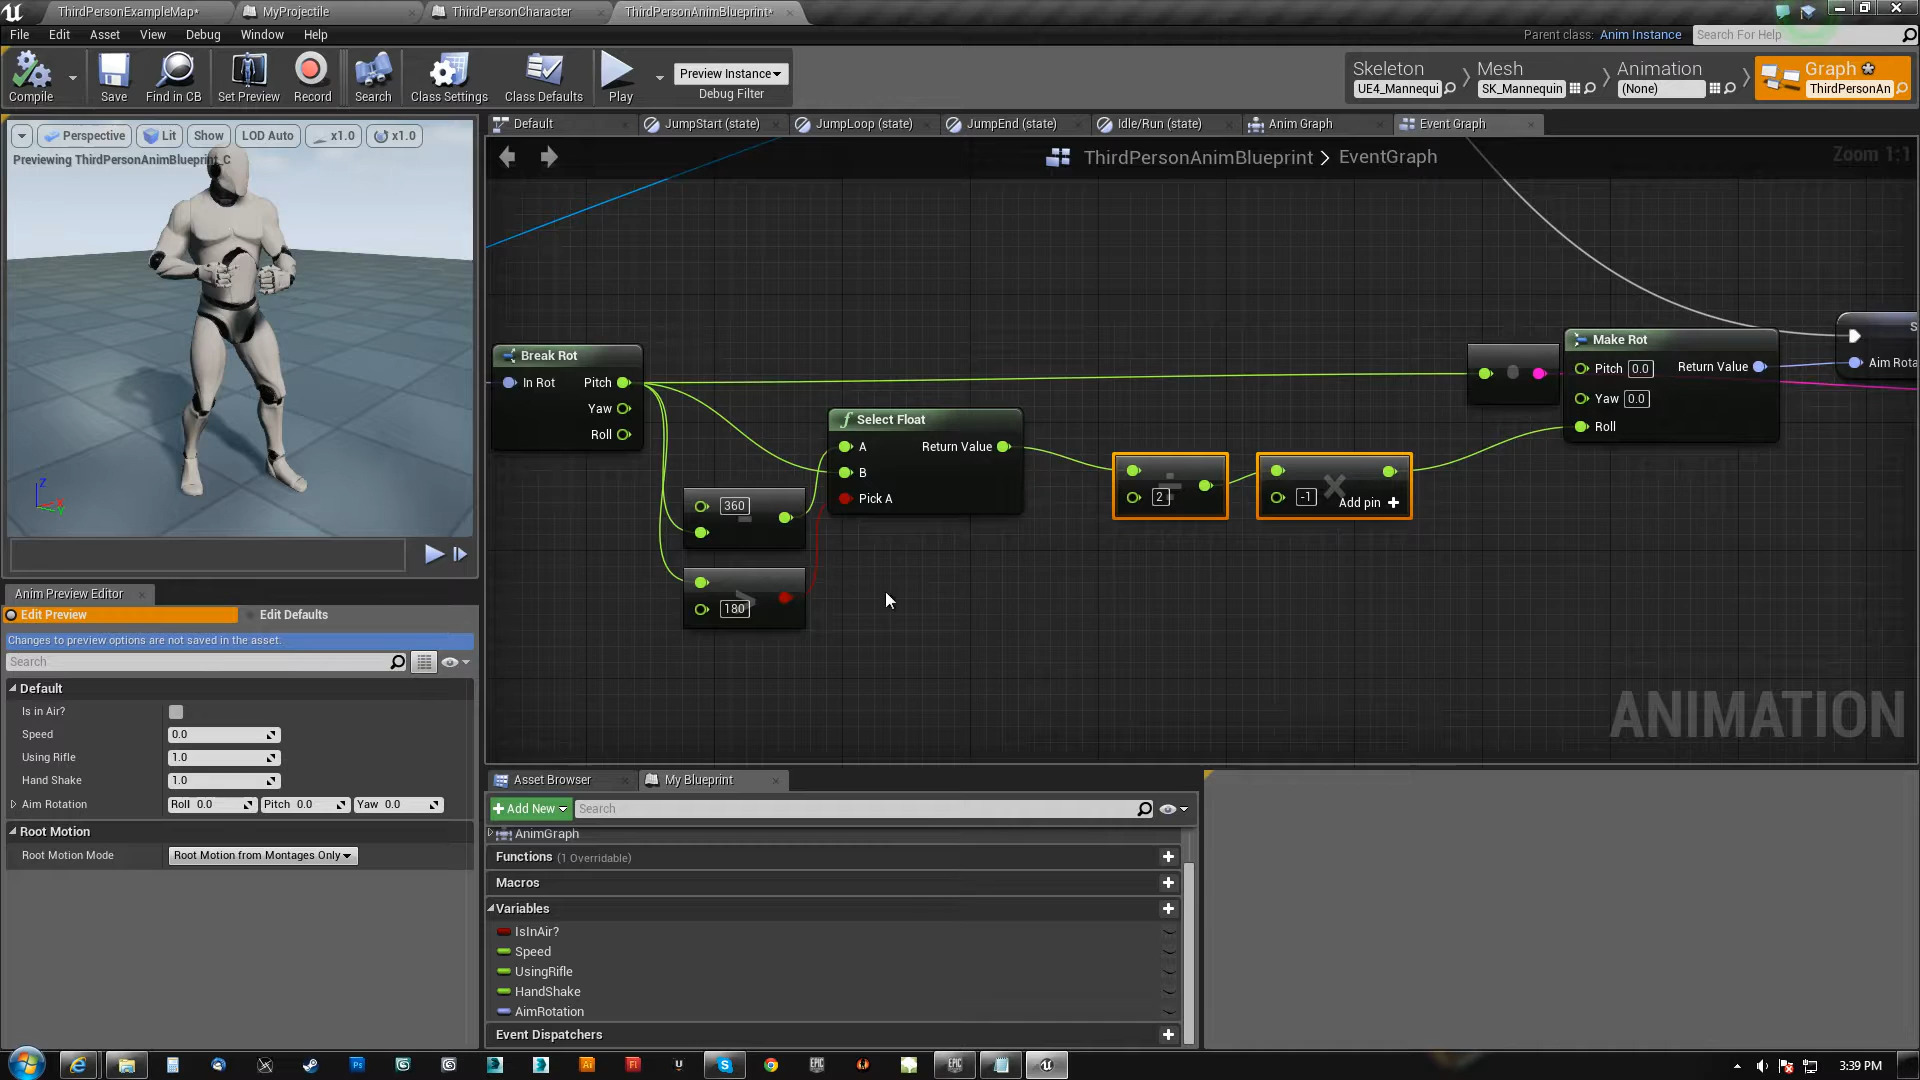 ThirdPersonExampleMap*
MyProjectile
ThirdPersonCharacter
ThirdPersonAnimBlueprint*
File Edit Asset View Debug Window Help
Parent class: Anim Instance
Search For Help
Compile
Save
Find in CB
Set Preview
Record
Search
Class Settings
Class Defaults
Play
Preview Instance
Debug Filter
Skeleton
UE4_Mannequi
Mesh
SK_Mannequin
Animation
(None)
Graph
ThirdPersonAn
Default
JumpStart (state)
JumpLoop (state)
JumpEnd (state)
Idle/Run (state)
Anim Graph
Event Graph
Perspective
Lit
Show
LOD Auto
x1.0
x1.0
Previewing ThirdPersonAnimBlueprint_C
ThirdPersonAnimBlueprint > EventGraph
Zoom 1:1
Break Rot
In Rot Pitch
Yaw
Roll
Select Float
A Return Value
B
Pick A
360
180
2
-1
Add pin +
Make Rot
Pitch 0.0 Return Value
Yaw 0.0
Roll
Aim Rota
ANIMATION
Z
X
Y
Anim Preview Editor
Edit Preview
Edit Defaults
Changes to preview options are not saved in the asset.
Search
Default
Is in Air?
Speed 0.0
Using Rifle 1.0
Hand Shake 1.0
Aim Rotation Roll 0.0 Pitch 0.0 Yaw 0.0
Root Motion
Root Motion Mode Root Motion from Montages Only
Asset Browser
My Blueprint
Add New
Search
AnimGraph
Functions (1 Overridable)
Macros
Variables
IsInAir?
Speed
UsingRifle
HandShake
AimRotation
Event Dispatchers
3:39 PM